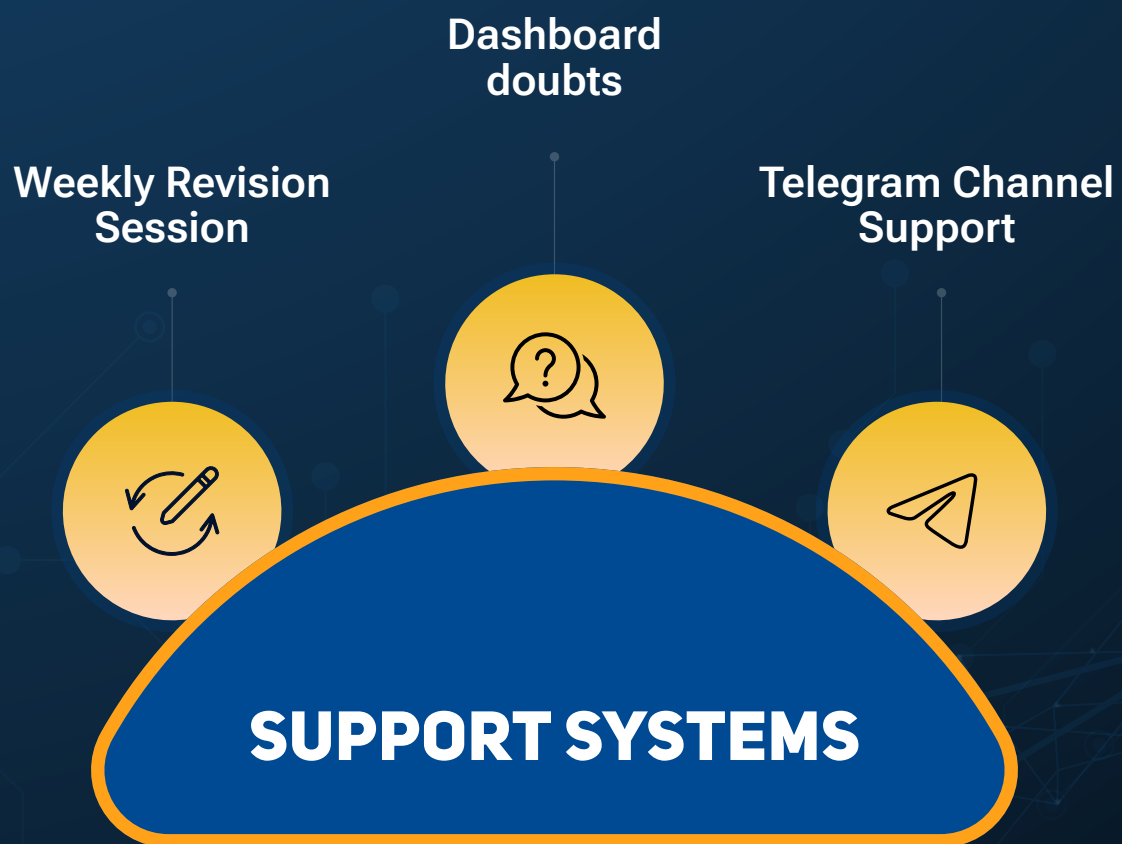 Dashboard
doubts
Weekly Revision
Session
Telegram Channel
Support
?
SUPPORT SYSTEMS